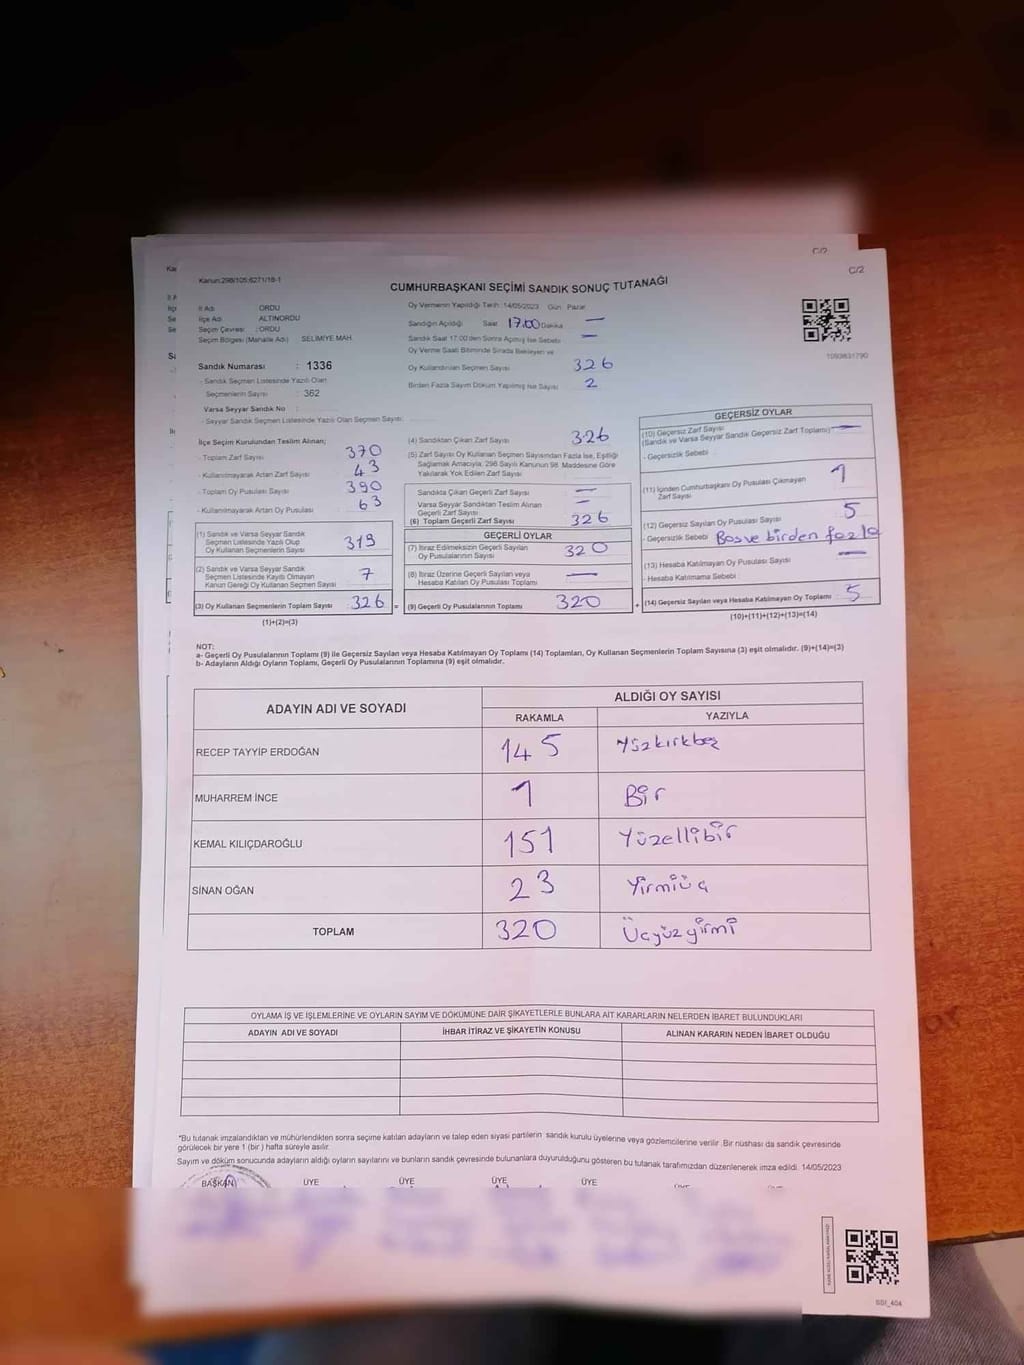 C/2
C/2
Kanun:298/105;6271/18-1
CUMHURBAŞKANI SEÇİMİ SANDIK SONUÇ TUTANAĞI
İl Adı : ORDU
İlçe Adı : ALTINORDU
Seçim Çevresi : ORDU
Seçim Bölgesi (Mahalle Adı) SELİMİYE MAH.
Sandık Numarası : 1336
- Sandık Seçmen Listesinde Yazılı Olan
Seçmenlerin Sayısı : 362
Varsa Seyyar Sandık No :
- Seyyar Sandık Seçmen Listesinde Yazılı Olan Seçmen Sayısı:
Oy Vermenin Yapıldığı Tarih: 14/05/2023 Gün: Pazar
Sandığın Açıldığı Saat 17.00 Dakika —
Sandık Saat 17:00'den Sonra Açılmış İse Sebebi —
Oy Verme Saati Bitiminde Sırada Bekleyen ve
Oy Kullandırılan Seçmen Sayısı 326
Birden Fazla Sayım Döküm Yapılmış İse Sayısı 2
1093831790
İlçe Seçim Kurulundan Teslim Alınan;
- Toplam Zarf Sayısı 370
- Kullanılmayarak Artan Zarf Sayısı 43
- Toplam Oy Pusulası Sayısı 390
- Kullanılmayarak Artan Oy Pusulası 63
(1) Sandık ve Varsa Seyyar Sandık
Seçmen Listesinde Yazılı Olup
Oy Kullanan Seçmenlerin Sayısı 319
(2) Sandık ve Varsa Seyyar Sandık
Seçmen Listesinde Kayıtlı Olmayan
Kanun Gereği Oy Kullanan Seçmen Sayısı 7
(3) Oy Kullanan Seçmenlerin Toplam Sayısı 326 =
(1)+(2)=(3)
(4) Sandıktan Çıkan Zarf Sayısı 326
(5) Zarf Sayısı Oy Kullanan Seçmen Sayısından Fazla İse, Eşitliği
Sağlamak Amacıyla, 298 Sayılı Kanunun 98. Maddesine Göre
Yakılarak Yok Edilen Zarf Sayısı
Sandıkta Çıkan Geçerli Zarf Sayısı —
Varsa Seyyar Sandıktan Teslim Alınan
Geçerli Zarf Sayısı —
(6) Toplam Geçerli Zarf Sayısı 326
GEÇERLİ OYLAR
(7) İtiraz Edilmeksizin Geçerli Sayılan
Oy Pusulalarının Sayısı 320
(8) İtiraz Üzerine Geçerli Sayılan veya
Hesaba Katılan Oy Pusulası Toplamı —
(9) Geçerli Oy Pusulalarının Toplamı 320 +
GEÇERSİZ OYLAR
(10) Geçersiz Zarf Sayısı
(Sandık ve Varsa Seyyar Sandık Geçersiz Zarf Toplamı) —
- Geçersizlik Sebebi
(11) İçinden Cumhurbaşkanı Oy Pusulası Çıkmayan
Zarf Sayısı 1
(12) Geçersiz Sayılan Oy Pusulası Sayısı 5
- Geçersizlik Sebebi Bosve birden fazla
(13) Hesaba Katılmayan Oy Pusulası Sayısı —
- Hesaba Katılmama Sebebi
(14) Geçersiz Sayılan veya Hesaba Katılmayan Oy Toplamı 5
(10)+(11)+(12)+(13)=(14)
NOT:
a- Geçerli Oy Pusulasının Toplamı (9) ile Geçersiz Sayılan veya Hesaba Katılmayan Oy Toplamı (14) Toplamları, Oy Kullanan Seçmenlerin Toplam Sayısına (3) eşit olmalıdır. (9)+(14)=(3)
b- Adayların Aldığı Oyların Toplamı, Geçerli Oy Pusulalarının Toplamına (9) eşit olmalıdır.
ADAYIN ADI VE SOYADI
ALDIĞI OY SAYISI
RAKAMLA YAZIYLA
RECEP TAYYİP ERDOĞAN 145 Yüzkırkbeş
MUHARREM İNCE 1 Bir
KEMAL KILIÇDAROĞLU 151 Yüzellibir
SİNAN OĞAN 23 Yirmiüç
TOPLAM 320 Üçyüzyirmi
OYLAMA İŞ VE İŞLEMLERİNE VE OYLARIN SAYIM VE DÖKÜMÜNE DAİR ŞİKAYETLERLE BUNLARA AİT KARARLARIN NELERDEN İBARET BULUNDUKLARI
ADAYIN ADI VE SOYADI İHBAR İTİRAZ VE ŞİKAYETİN KONUSU ALINAN KARARIN NEDEN İBARET OLDUĞU
*Bu tutanak imzalandıktan ve mühürlendikten sonra seçime katılan adayların ve talep eden siyasi partilerin sandık kurulu üyelerine veya gözlemcilerine verilir. Bir nüshası da sandık çevresinde
görülecek bir yere 1 (bir) hafta süreyle asılır.
Sayım ve döküm sonucunda adayların aldığı oyların sayılarını ve bunların sandık çevresinde bulunanlara duyurulduğunu gösteren bu tutanak tarafımızdan düzenlenerek imza edildi. 14/05/2023
BAŞKAN ÜYE ÜYE ÜYE ÜYE
SSI_404